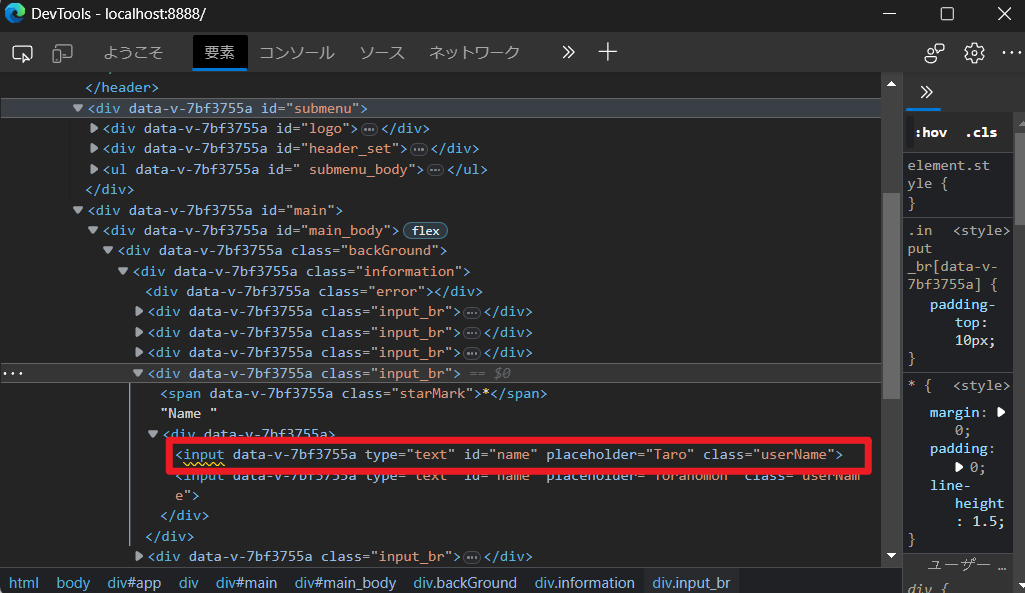 DevTools - localhost:8888/
ようこそ 要素 コンソール ソース ネットワーク
</header>
<div data-v-7bf3755a id="submenu">
<div data-v-7bf3755a id="logo">…</div>
<div data-v-7bf3755a id="header_set">…</div>
<ul data-v-7bf3755a id=" submenu_body">…</ul>
</div>
<div data-v-7bf3755a id="main">
<div data-v-7bf3755a id="main_body"> flex
<div data-v-7bf3755a class="backGround">
<div data-v-7bf3755a class="information">
<div data-v-7bf3755a class="error"></div>
<div data-v-7bf3755a class="input_br">…</div>
<div data-v-7bf3755a class="input_br">…</div>
<div data-v-7bf3755a class="input_br">…</div>
<div data-v-7bf3755a class="input_br"> == $0
<span data-v-7bf3755a class="starMark">*</span>
"Name "
<div data-v-7bf3755a>
<input data-v-7bf3755a type="text" id="name" placeholder="Taro" class="userName">
<input data-v-7bf3755a type="text" id="name" placeholder="Toranomon" class="userNam
e">
</div>
</div>
<div data-v-7bf3755a class="input_br">…</div>
html body div#app div div#main div#main_body div.backGround div.information div.input_br
:hov .cls
element.st
yle {
}
.in <style>
put
_br[data-v-
7bf3755a] {
padding-
top:
10px;
}
* { <style>
margin:
0;
padding:
0;
line-
height
: 1.5;
}
ユーザー …
div {